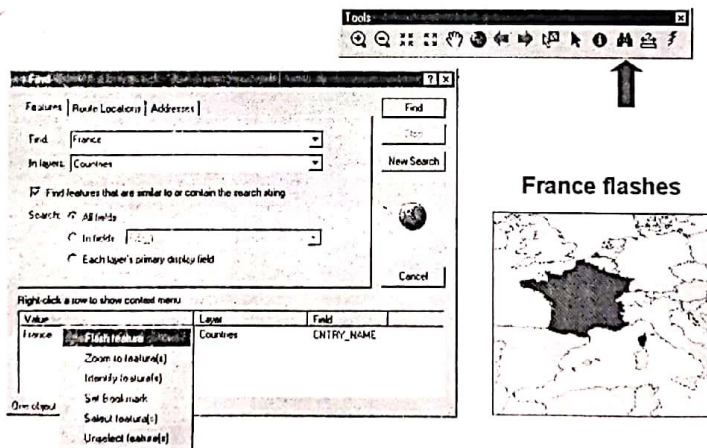 Tools
Find
Features Route Locations Addresses
Find
Find: France
Stop
In layers: Countries
New Search
Find features that are similar to or contain the search string
Search: All fields
In fields:
Each layer's primary display field
Cancel
Right-click a row to show context menu
Value Layer Field
France Countries CNTRY_NAME
Flash feature
Zoom to feature(s)
Identify feature(s)
Set Bookmark
Select feature(s)
Unselect feature(s)
One object
France flashes